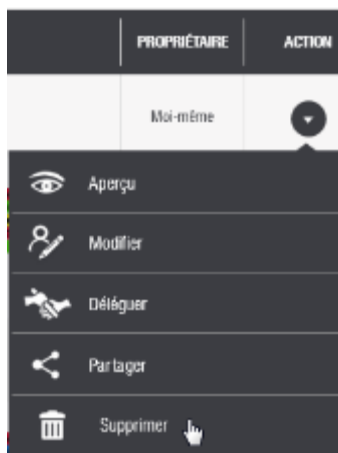 PROPRIÉTAIRE ACTION
Moi-même
Aperçu
Modifier
Déléguer
Partager
Supprimer